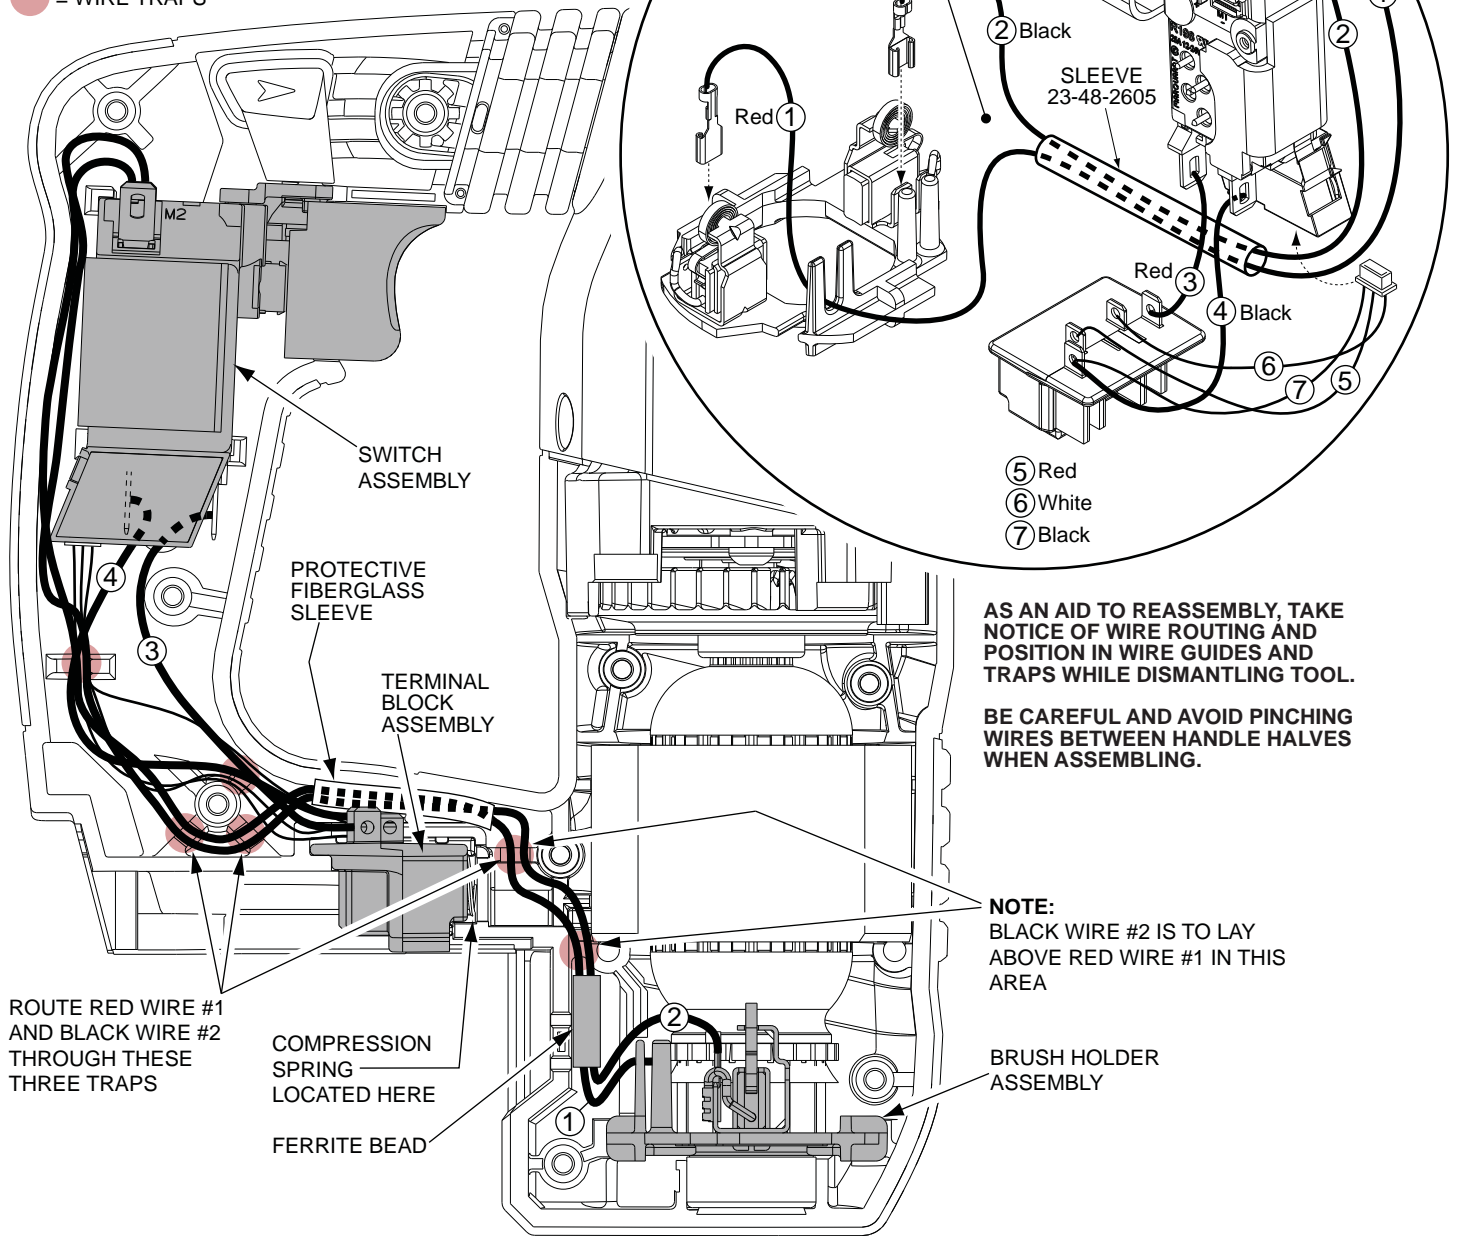 = WIRE TRAPS
2 Black
2
M1
SLEEVE
23-48-2605
Red 1
Red 3
4 Black
6
7
5
5 Red
6 White
7 Black
M2
SWITCH
ASSEMBLY
4
3
PROTECTIVE
FIBERGLASS
SLEEVE
TERMINAL
BLOCK
ASSEMBLY
AS AN AID TO REASSEMBLY, TAKE
NOTICE OF WIRE ROUTING AND
POSITION IN WIRE GUIDES AND
TRAPS WHILE DISMANTLING TOOL.
BE CAREFUL AND AVOID PINCHING
WIRES BETWEEN HANDLE HALVES
WHEN ASSEMBLING.
NOTE:
BLACK WIRE #2 IS TO LAY
ABOVE RED WIRE #1 IN THIS
AREA
ROUTE RED WIRE #1
AND BLACK WIRE #2
THROUGH THESE
THREE TRAPS
COMPRESSION
SPRING
LOCATED HERE
FERRITE BEAD
2
1
BRUSH HOLDER
ASSEMBLY